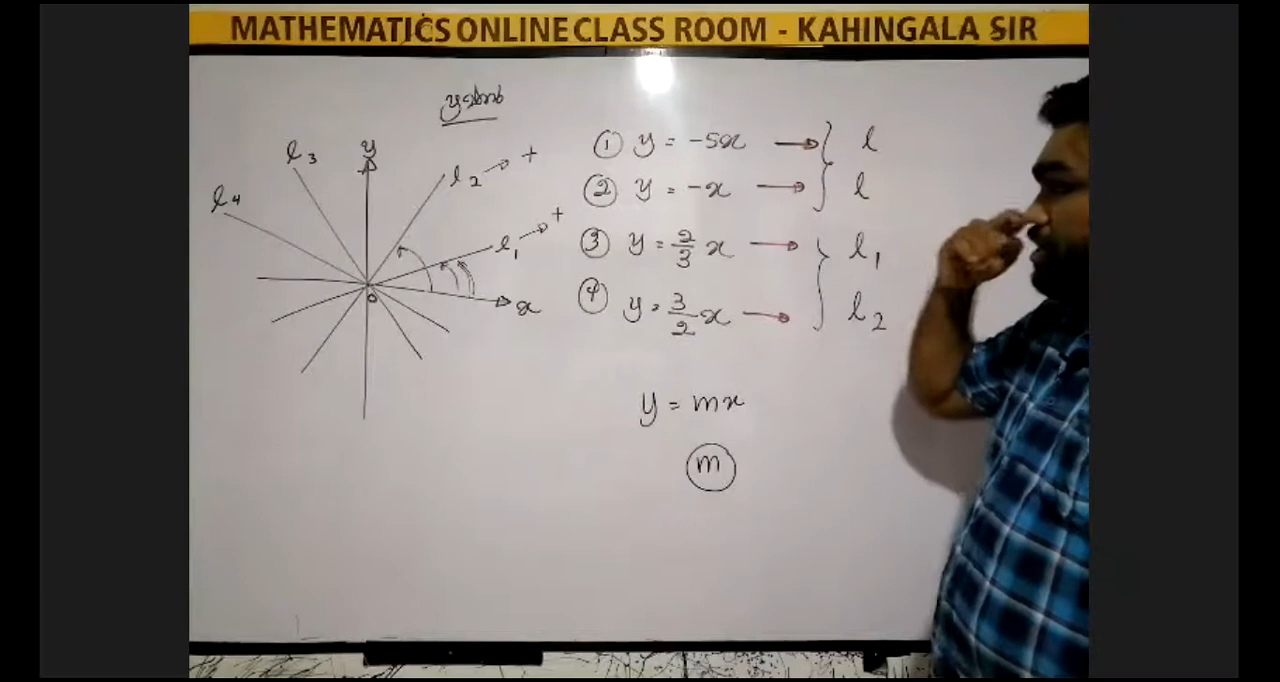 MATHEMATICS ONLINE CLASS ROOM - KAHINGALA SIR
l₄
l₃
y
l₂ → +
l₁ → +
x
0
① y = -5x → l
② y = -x → l
③ y = 2/3 x → l₁
④ y = 3/2 x → l₂
y = mx
m